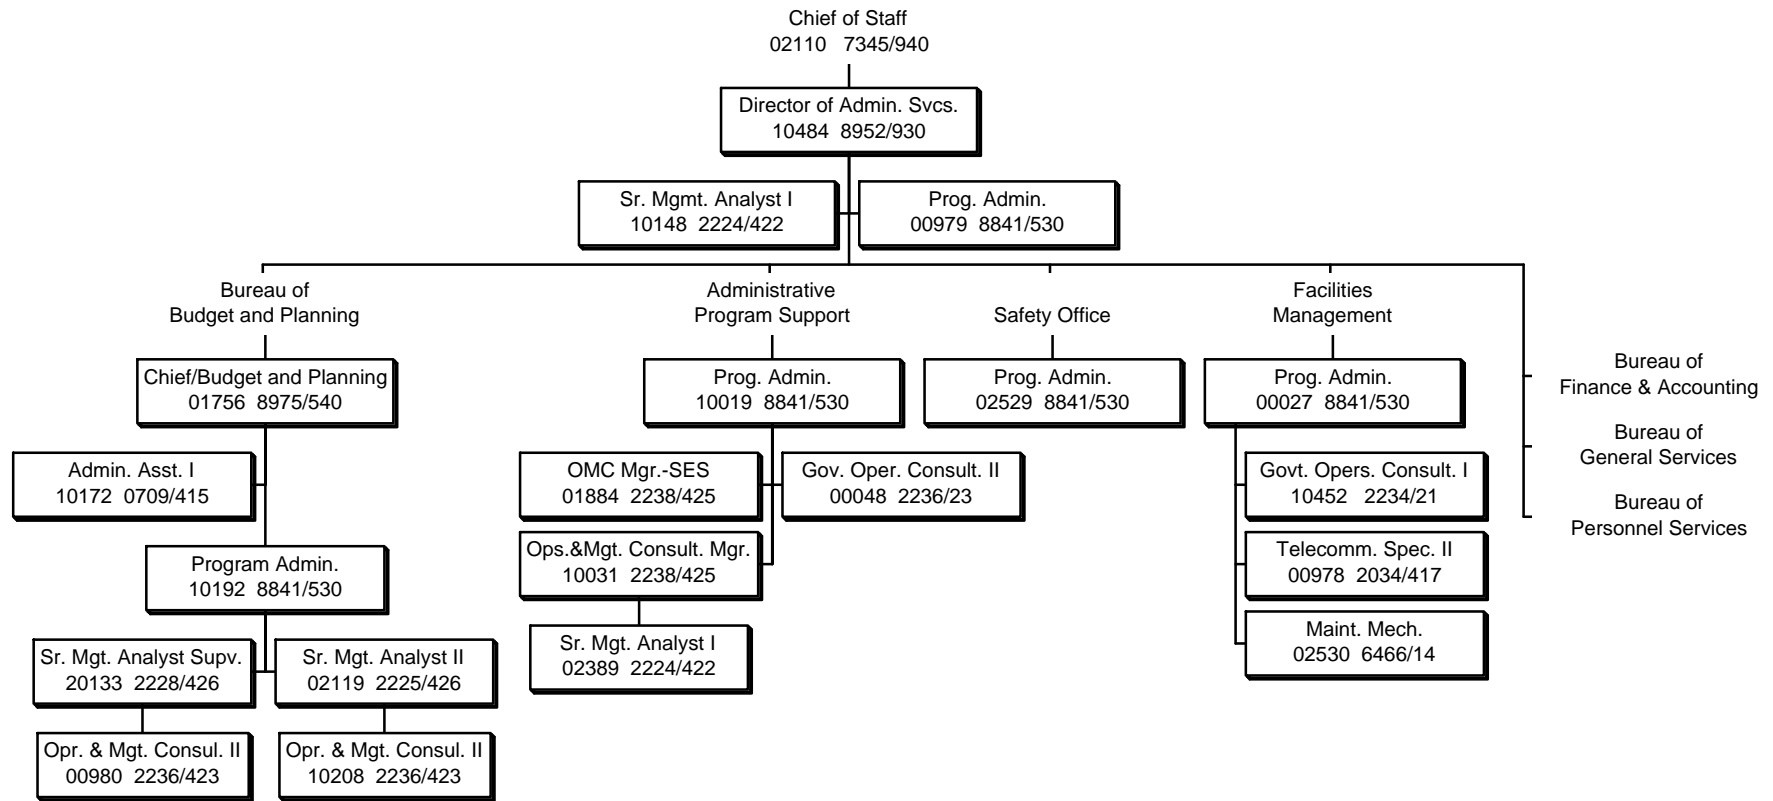 Chief of Staff
02110 7345/940
Director of Admin. Svcs.
10484 8952/930
Sr. Mgmt. Analyst I
10148 2224/422
Prog. Admin.
00979 8841/530
Bureau of
Budget and Planning
Chief/Budget and Planning
01756 8975/540
Admin. Asst. I
10172 0709/415
Program Admin.
10192 8841/530
Sr. Mgt. Analyst Supv.
20133 2228/426
Sr. Mgt. Analyst II
02119 2225/426
Opr. & Mgt. Consul. II
00980 2236/423
Opr. & Mgt. Consul. II
10208 2236/423
Administrative
Program Support
Prog. Admin.
10019 8841/530
OMC Mgr.-SES
01884 2238/425
Gov. Oper. Consult. II
00048 2236/23
Ops.&Mgt. Consult. Mgr.
10031 2238/425
Sr. Mgt. Analyst I
02389 2224/422
Safety Office
Prog. Admin.
02529 8841/530
Facilities
Management
Prog. Admin.
00027 8841/530
Govt. Opers. Consult. I
10452 2234/21
Telecomm. Spec. II
00978 2034/417
Maint. Mech.
02530 6466/14
Bureau of
Finance & Accounting
Bureau of
General Services
Bureau of
Personnel Services